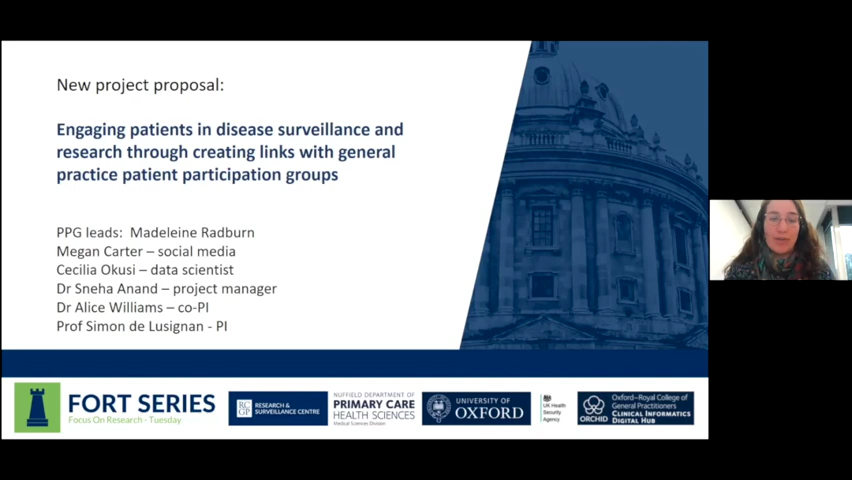 New project proposal:
Engaging patients in disease surveillance and
research through creating links with general
practice patient participation groups
PPG leads: Madeleine Radburn
Megan Carter – social media
Cecilia Okusi – data scientist
Dr Sneha Anand – project manager
Dr Alice Williams – co-PI
Prof Simon de Lusignan - PI
FORT SERIES
Focus On Research - Tuesday
RC
GP
RESEARCH &
SURVEILLANCE CENTRE
NUFFIELD DEPARTMENT OF
PRIMARY CARE
HEALTH SCIENCES
Medical Sciences Division
UNIVERSITY OF
OXFORD
UK Health
Security
Agency
ORCHID
Oxford–Royal College of
General Practitioners
CLINICAL INFORMATICS
DIGITAL HUB